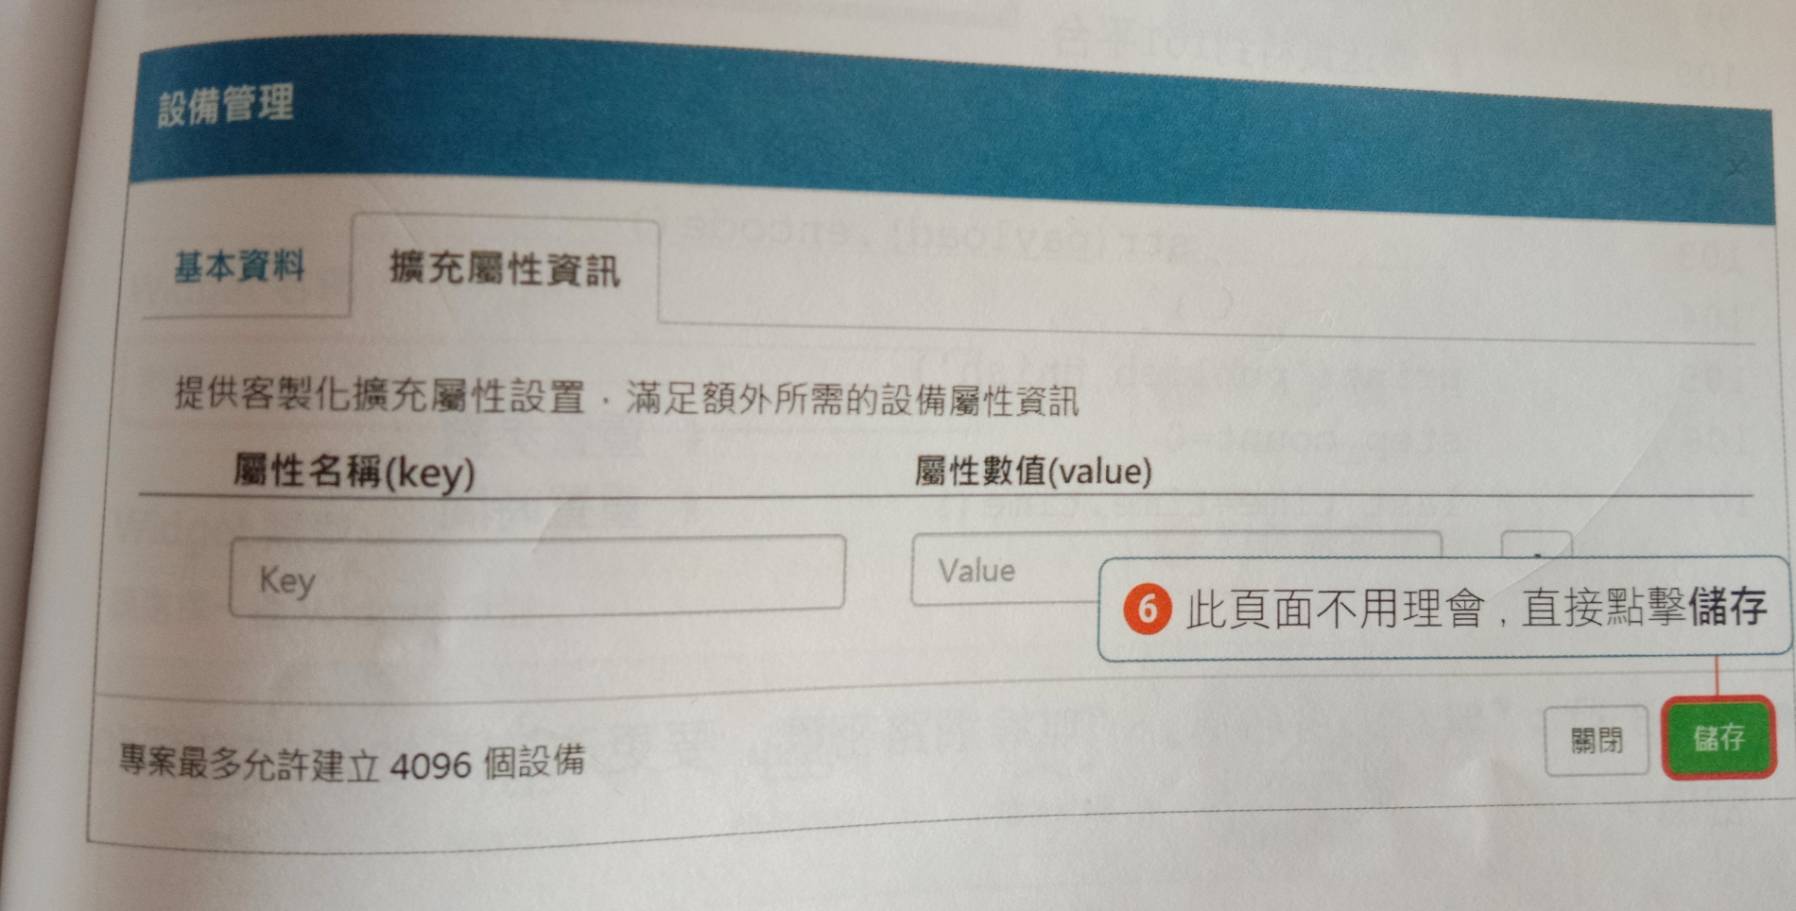 設備管理
基本資料 擴充屬性資訊
提供客製化擴充屬性設置，滿足額外所需的設備屬性資訊
屬性名稱(key) 屬性數值(value)
Key Value
6 此頁面不用理會，直接點擊儲存
專案最多允許建立 4096 個設備 關閉 儲存